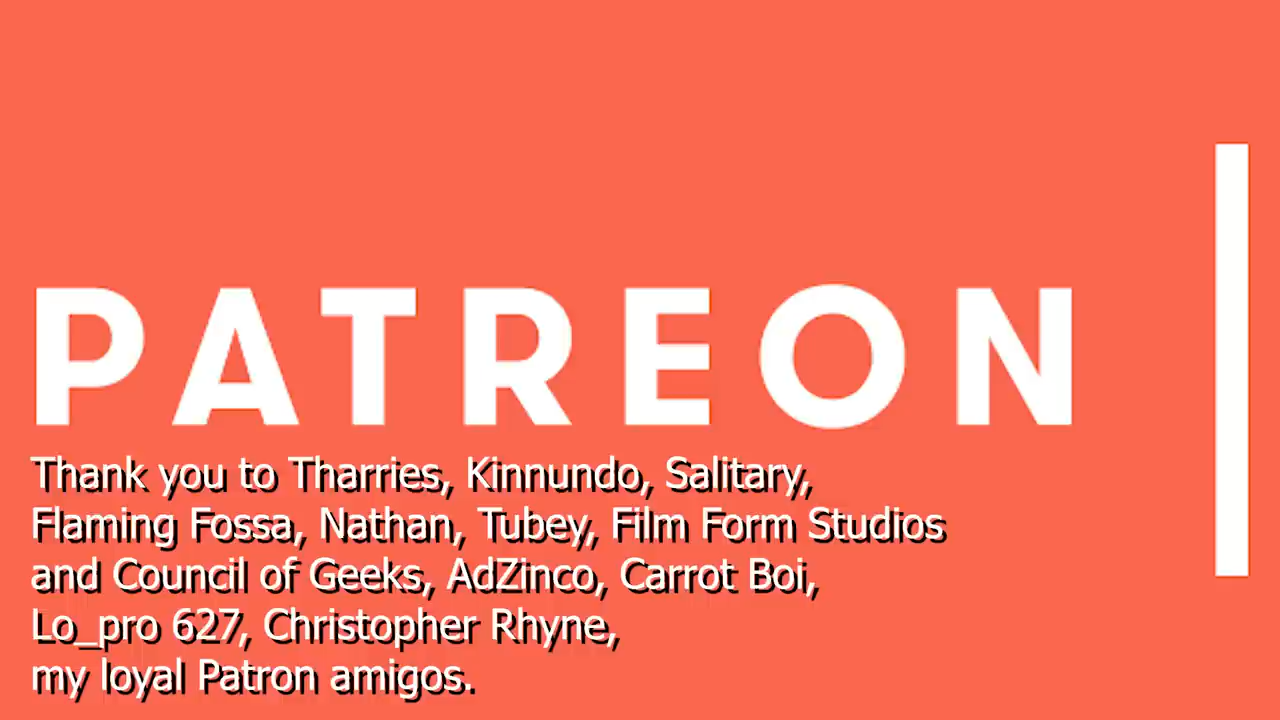 PATREON
Thank you to Tharries, Kinnundo, Salitary,
Flaming Fossa, Nathan, Tubey, Film Form Studios
and Council of Geeks, AdZinco, Carrot Boi,
Lo_pro 627, Christopher Rhyne,
my loyal Patron amigos.